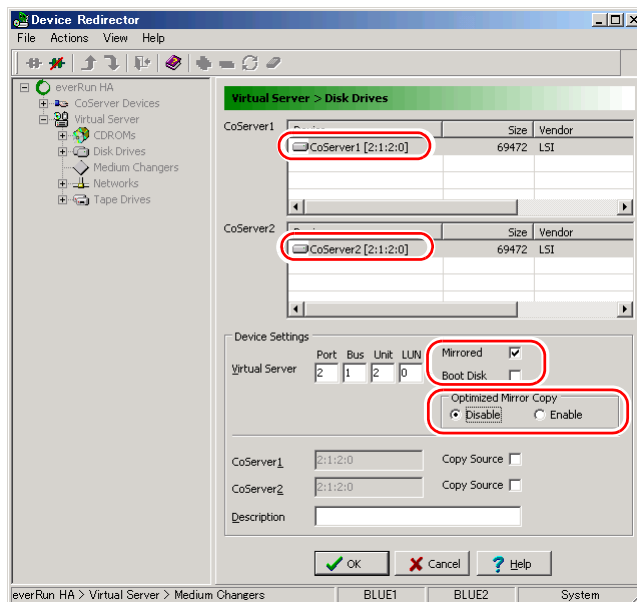 Device Redirector
File Actions View Help
everRun HA
CoServer Devices
Virtual Server
CDROMs
Disk Drives
Medium Changers
Networks
Tape Drives
Virtual Server > Disk Drives
CoServer1
Size Vendor
CoServer1 [2:1:2:0] 69472 LSI
CoServer2
Size Vendor
CoServer2 [2:1:2:0] 69472 LSI
Device Settings
Port Bus Unit LUN
Virtual Server 2 1 2 0
Mirrored
Boot Disk
Optimized Mirror Copy
Disable Enable
CoServer1 2:1:2:0 Copy Source
CoServer2 2:1:2:0 Copy Source
Description
OK Cancel Help
everRun HA > Virtual Server > Medium Changers BLUE1 BLUE2 System